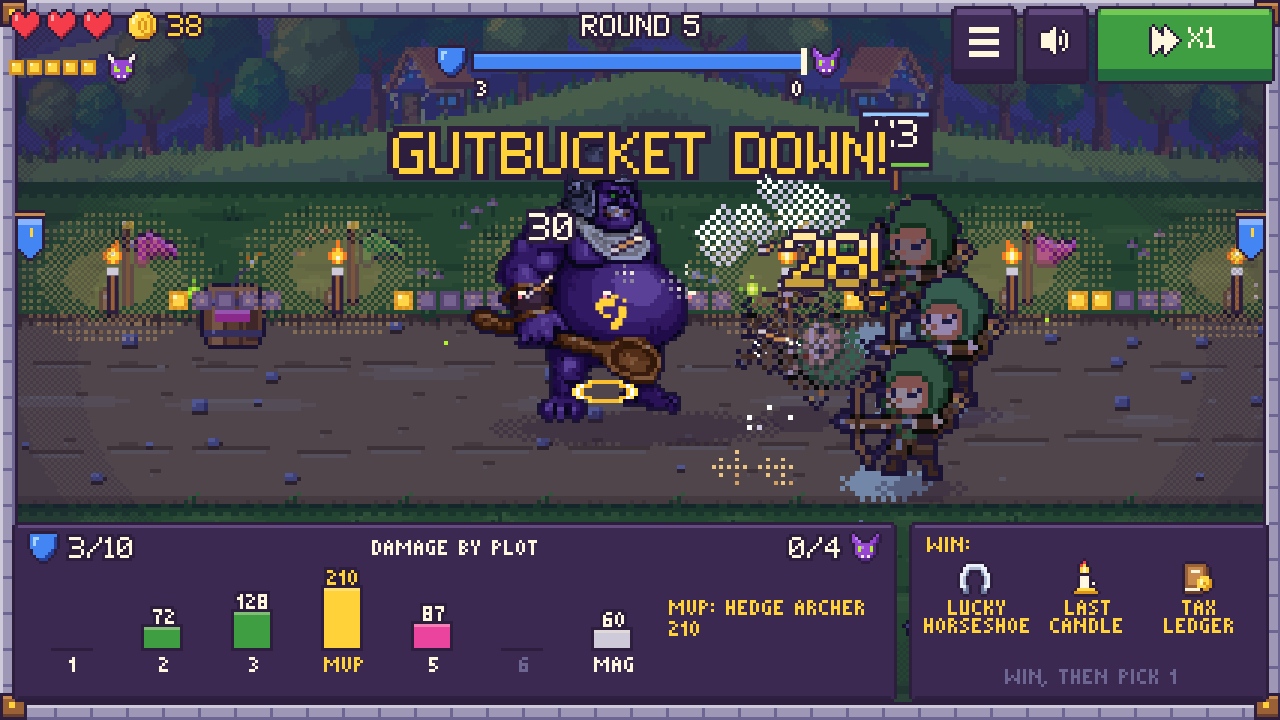 38
ROUND 5
X1
3
0
GUTBUCKET DOWN!
30
28!
3/10
DAMAGE BY PLOT
0/4
WIN:
210
128
72
87
60
MVP: HEDGE ARCHER
210
LUCKY
HORSESHOE
LAST
CANDLE
TAX
LEDGER
1
2
3
MVP
5
6
MAG
WIN, THEN PICK 1